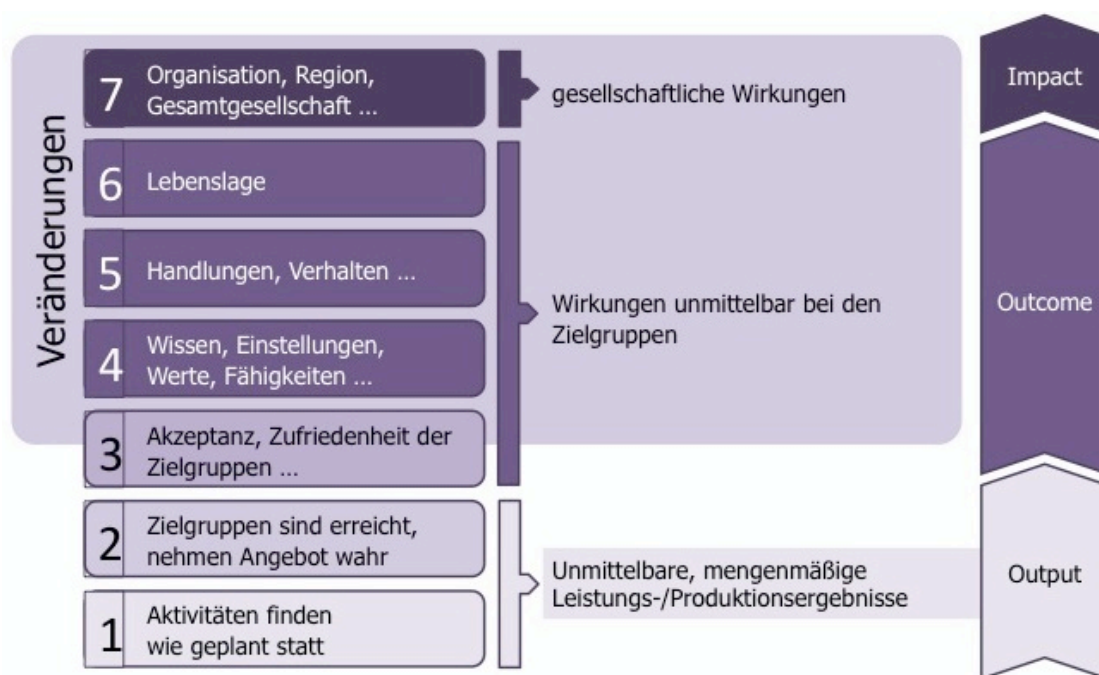 Veränderungen
7
Organisation, Region,
Gesamtgesellschaft ...
gesellschaftliche Wirkungen
Impact
6
Lebenslage
5
Handlungen, Verhalten ...
4
Wissen, Einstellungen,
Werte, Fähigkeiten ...
Wirkungen unmittelbar bei den
Zielgruppen
Outcome
3
Akzeptanz, Zufriedenheit der
Zielgruppen ...
2
Zielgruppen sind erreicht,
nehmen Angebot wahr
1
Aktivitäten finden
wie geplant statt
Unmittelbare, mengenmäßige
Leistungs-/Produktionsergebnisse
Output